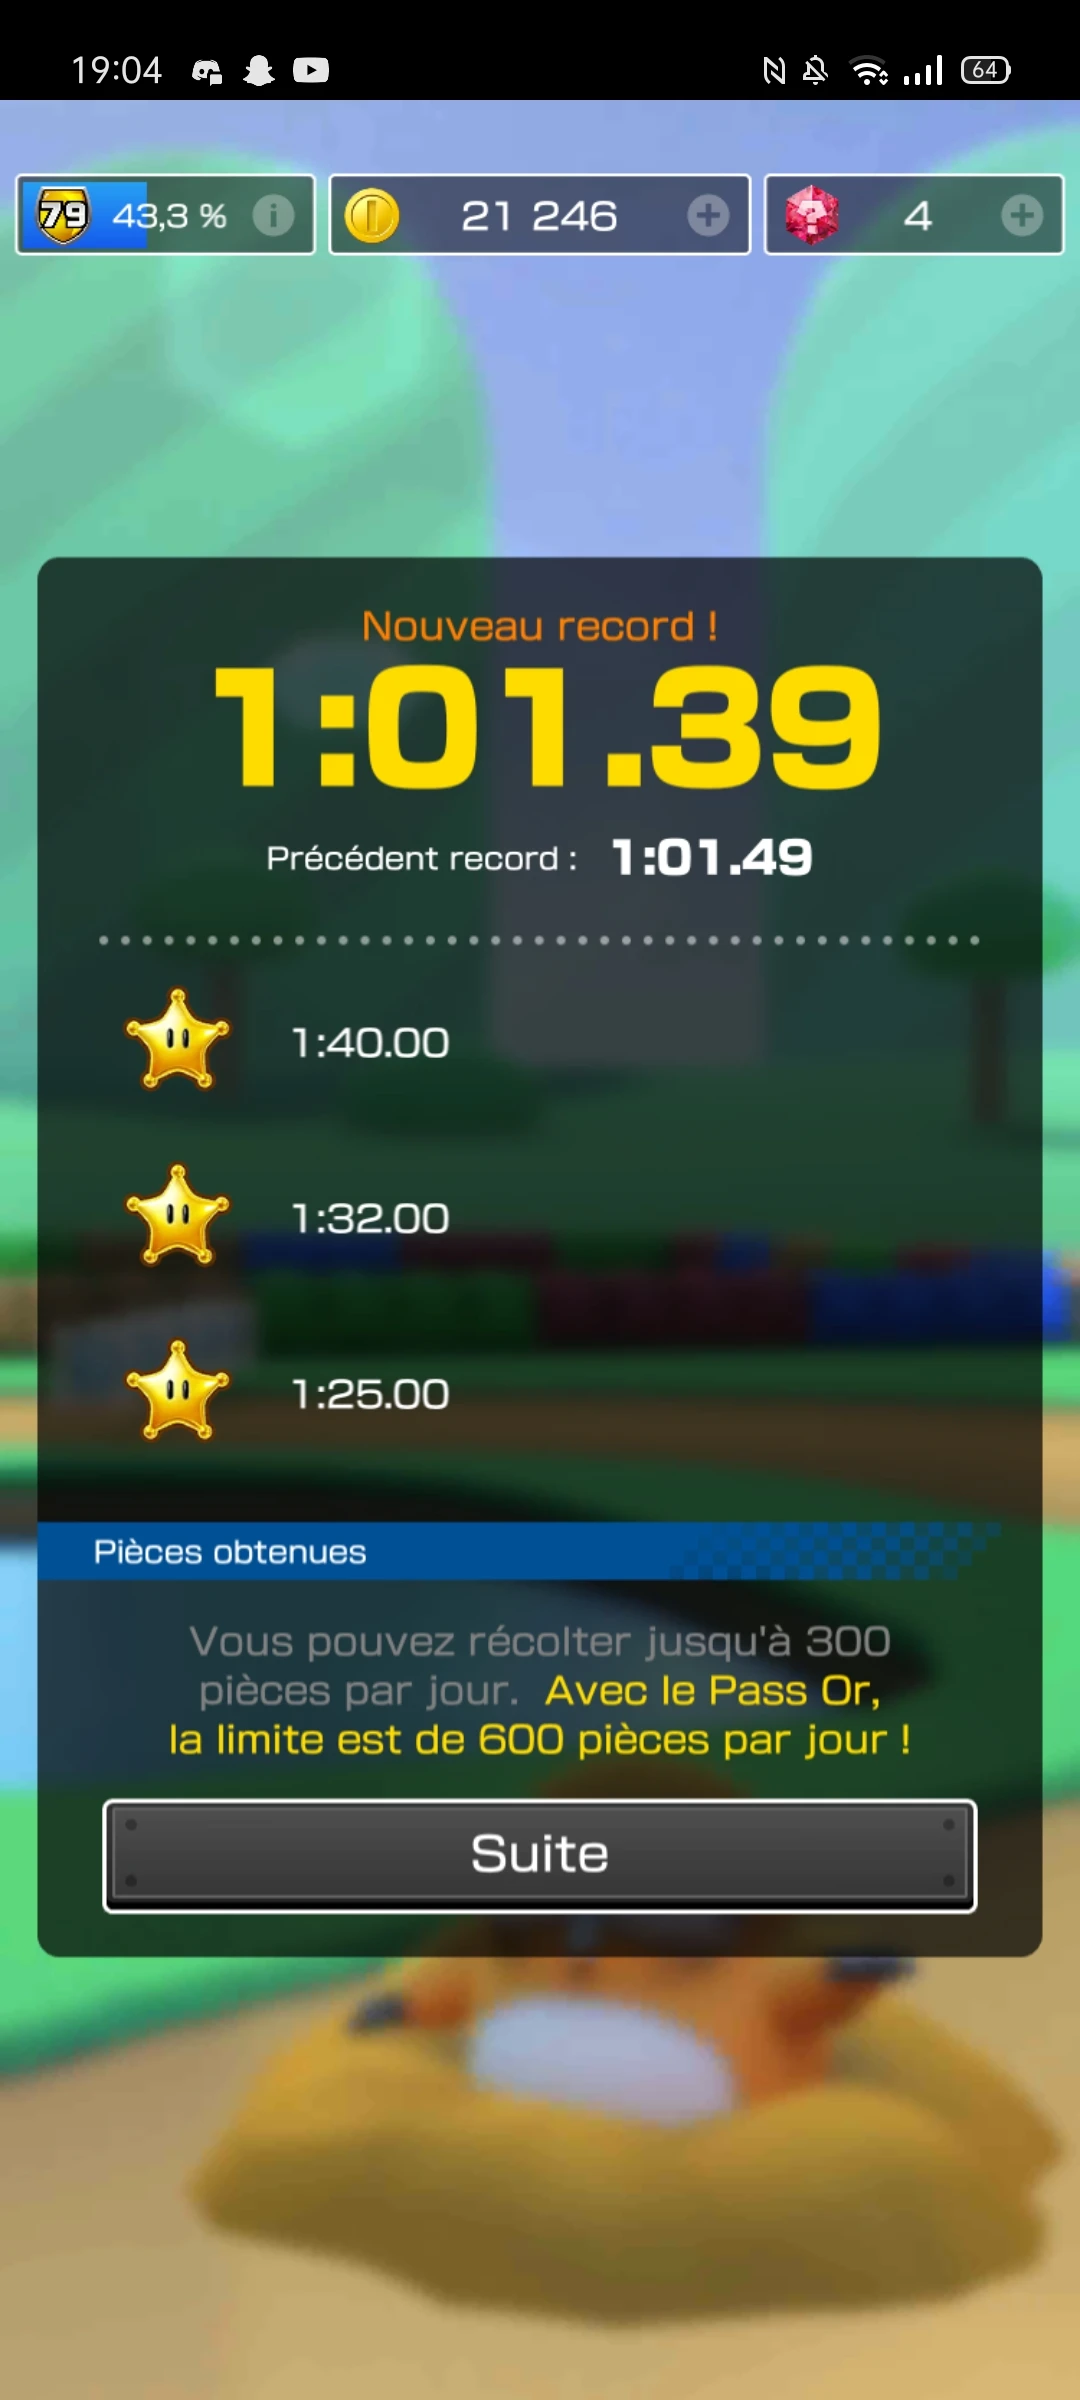 19:04 64
79 43,3 % i 21 246 + ? 4 +
Nouveau record !
1:01.39
Précédent record : 1:01.49
1:40.00
1:32.00
1:25.00
Pièces obtenues
Vous pouvez récolter jusqu'à 300
pièces par jour. Avec le Pass Or,
la limite est de 600 pièces par jour !
Suite